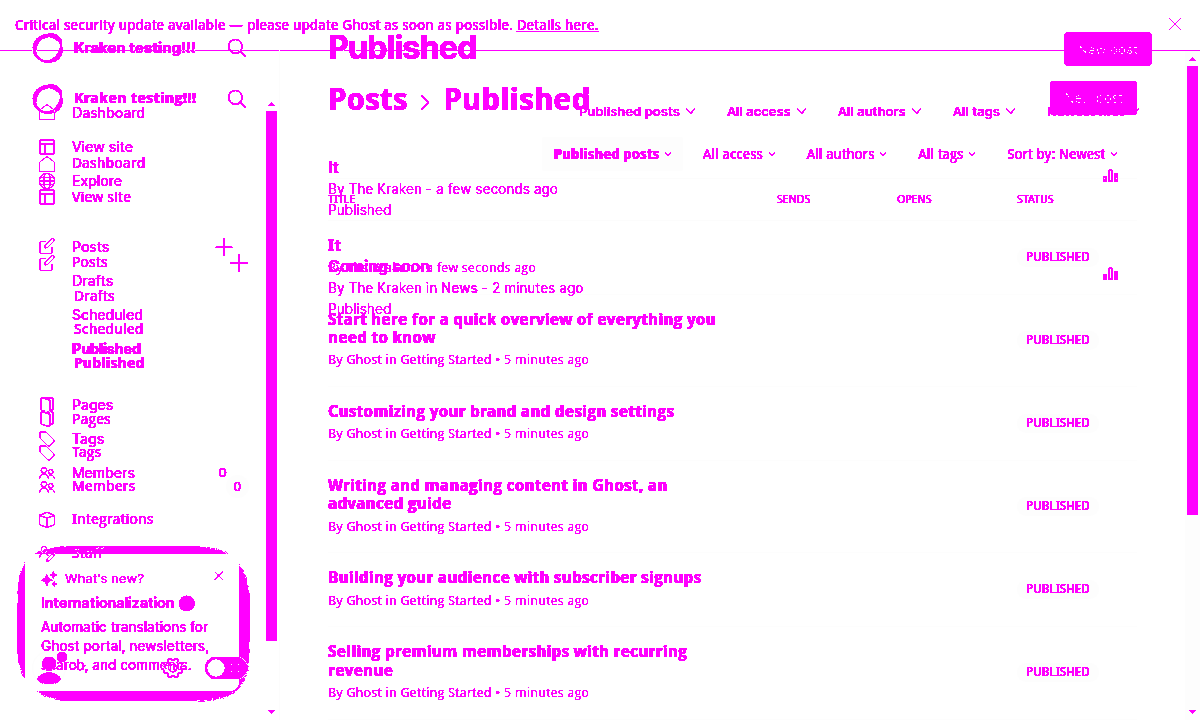 Critical security update available — please update Ghost as soon as possible. Details here.
Kraken testing!!!
Published
New post
Kraken testing!!!
Posts > Published
New post
Dashboard
Published posts
All access
All authors
All tags
View site
Dashboard
Published posts
All access
All authors
All tags
Sort by: Newest
Explore
View site
It
By The Kraken - a few seconds ago
Published
TITLE
SENDS
OPENS
STATUS
Posts
Posts
Drafts
Drafts
Scheduled
Scheduled
Published
Published
It
a few seconds ago
PUBLISHED
Coming soon
By The Kraken in News - 2 minutes ago
Published
Start here for a quick overview of everything you
need to know
By Ghost in Getting Started • 5 minutes ago
PUBLISHED
Pages
Pages
Tags
Tags
Members 0
Members 0
Customizing your brand and design settings
By Ghost in Getting Started • 5 minutes ago
PUBLISHED
Integrations
Staff
Writing and managing content in Ghost, an
advanced guide
By Ghost in Getting Started • 5 minutes ago
PUBLISHED
What's new?
Internationalization
Automatic translations for
Ghost portal, newsletters,
and comments.
Building your audience with subscriber signups
By Ghost in Getting Started • 5 minutes ago
PUBLISHED
Selling premium memberships with recurring
revenue
By Ghost in Getting Started • 5 minutes ago
PUBLISHED